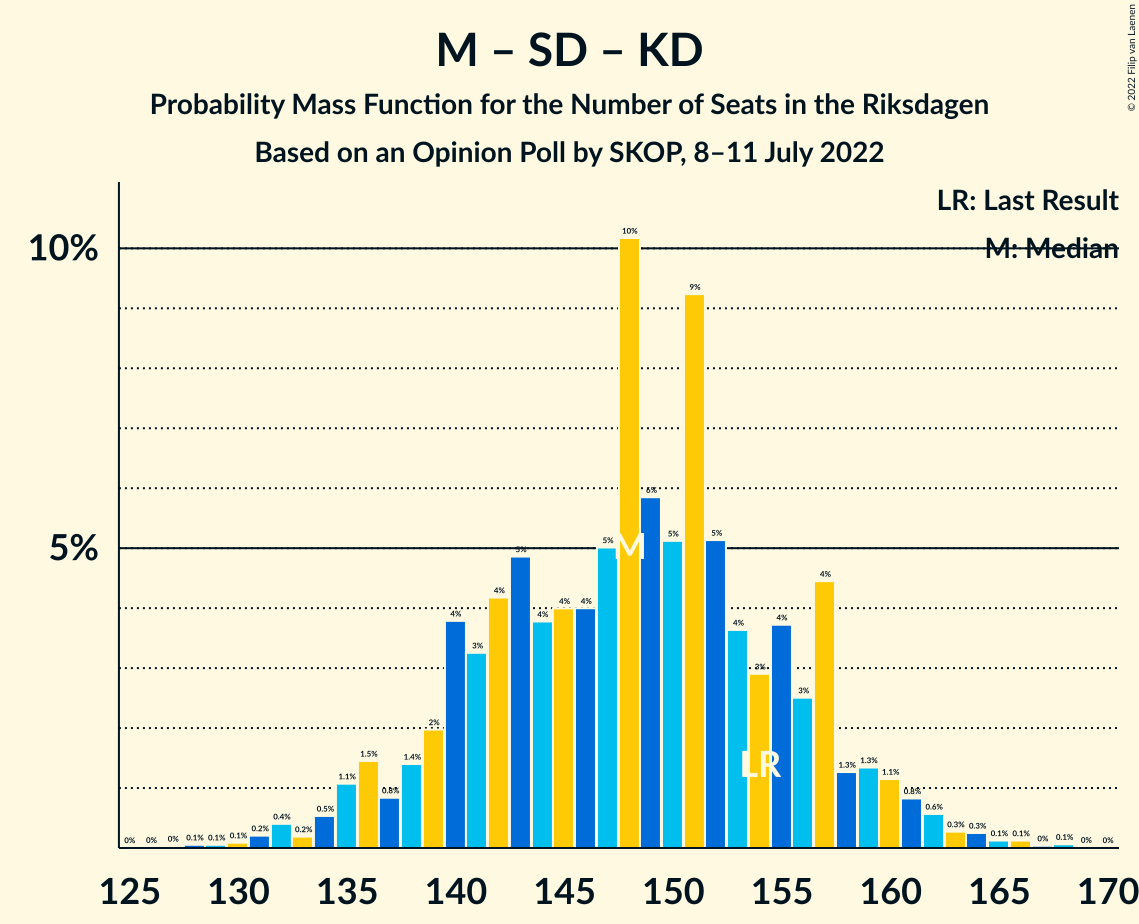 © 2022 Filip van Laenen
M – SD – KD
Probability Mass Function for the Number of Seats in the Riksdagen
Based on an Opinion Poll by SKOP, 8–11 July 2022
LR: Last Result
M: Median
10%
5%
0% 0% 0% 0.1% 0.1% 0.1% 0.2% 0.4% 0.2% 0.5% 1.1% 1.5% 0.8% 1.4% 2% 4% 3% 4% 5% 4% 4% 4% 5% 10% 6% 5% 9% 5% 4% 3% 4% 3% 4% 1.3% 1.3% 1.1% 0.8% 0.6% 0.3% 0.3% 0.1% 0.1% 0% 0.1% 0% 0%
M
LR
125 130 135 140 145 150 155 160 165 170